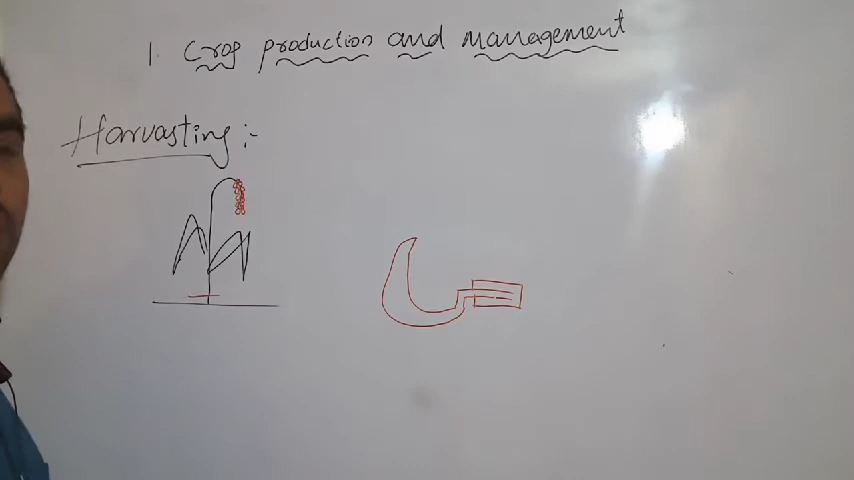 1. Crop production and management
Harvasting :-